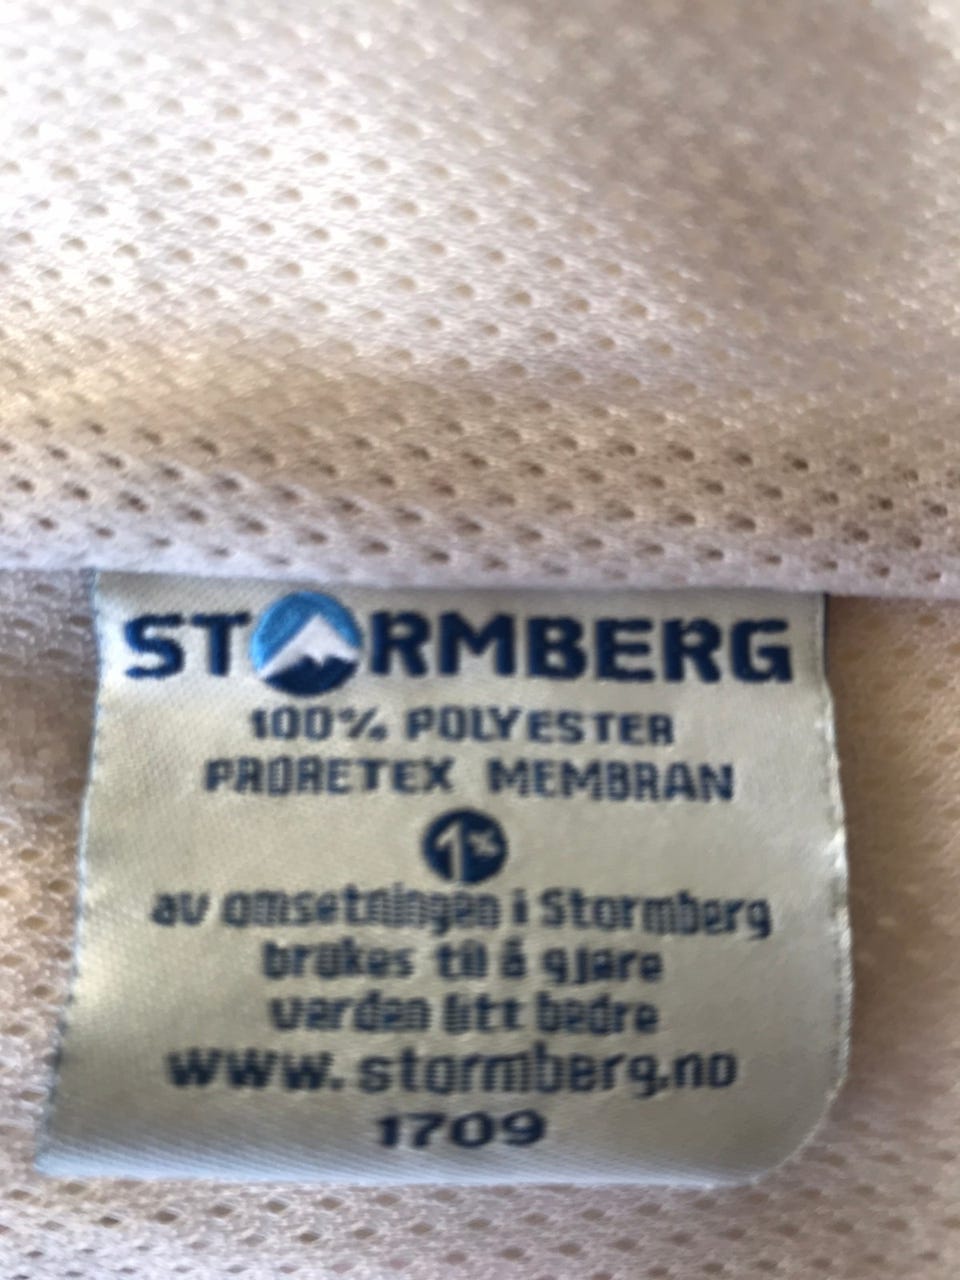 STORMBERG
100% POLYESTER
PRORETEX MEMBRAN
1%
av omsetningen i Stormberg
brukes til å gjøre
verden litt bedre
www.stormberg.no
1709